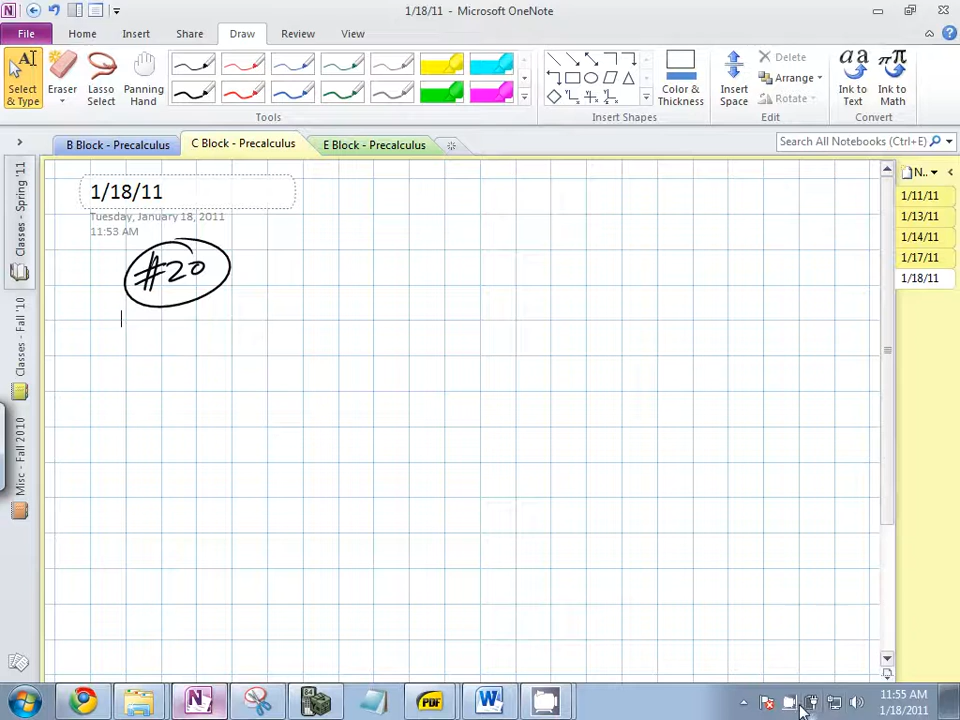 1/18/11 - Microsoft OneNote
File Home Insert Share Draw Review View
Select & Type
Eraser
Lasso Select
Panning Hand
Color & Thickness
Insert Space
Delete
Arrange
Rotate
Ink to Text
Ink to Math
Tools Insert Shapes Edit Convert
B Block - Precalculus C Block - Precalculus E Block - Precalculus
Search All Notebooks (Ctrl+E)
N..
1/18/11
Tuesday, January 18, 2011
11:53 AM
#20
1/11/11
1/13/11
1/14/11
1/17/11
1/18/11
Classes - Spring '11
Classes - Fall '10
Misc - Fall 2010
84
PDF
11:55 AM
1/18/2011